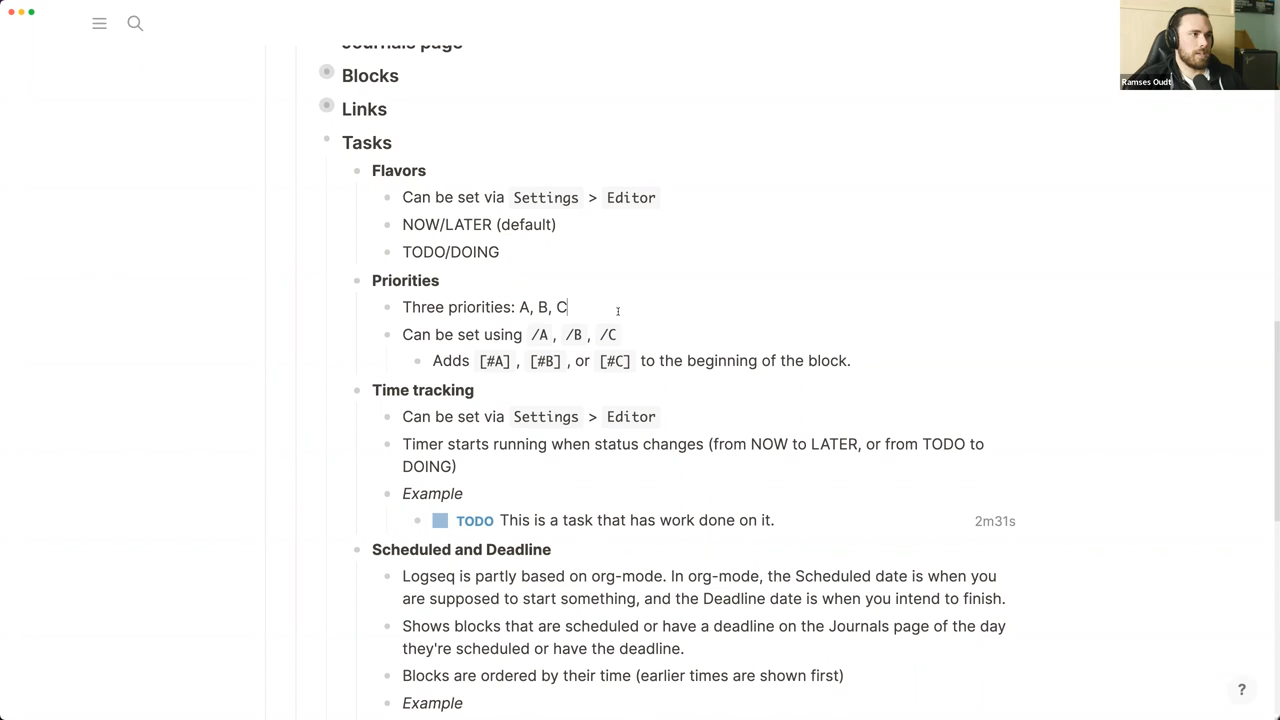 Journals page
Blocks
Links
Tasks
Flavors
Can be set via Settings > Editor
NOW/LATER (default)
TODO/DOING
Priorities
Three priorities: A, B, C
Can be set using /A , /B , /C
Adds [#A] , [#B] , or [#C] to the beginning of the block.
Time tracking
Can be set via Settings > Editor
Timer starts running when status changes (from NOW to LATER, or from TODO to
DOING)
Example
TODO This is a task that has work done on it. 2m31s
Scheduled and Deadline
Logseq is partly based on org-mode. In org-mode, the Scheduled date is when you
are supposed to start something, and the Deadline date is when you intend to finish.
Shows blocks that are scheduled or have a deadline on the Journals page of the day
they're scheduled or have the deadline.
Blocks are ordered by their time (earlier times are shown first)
Example
Ramses Oudt
?